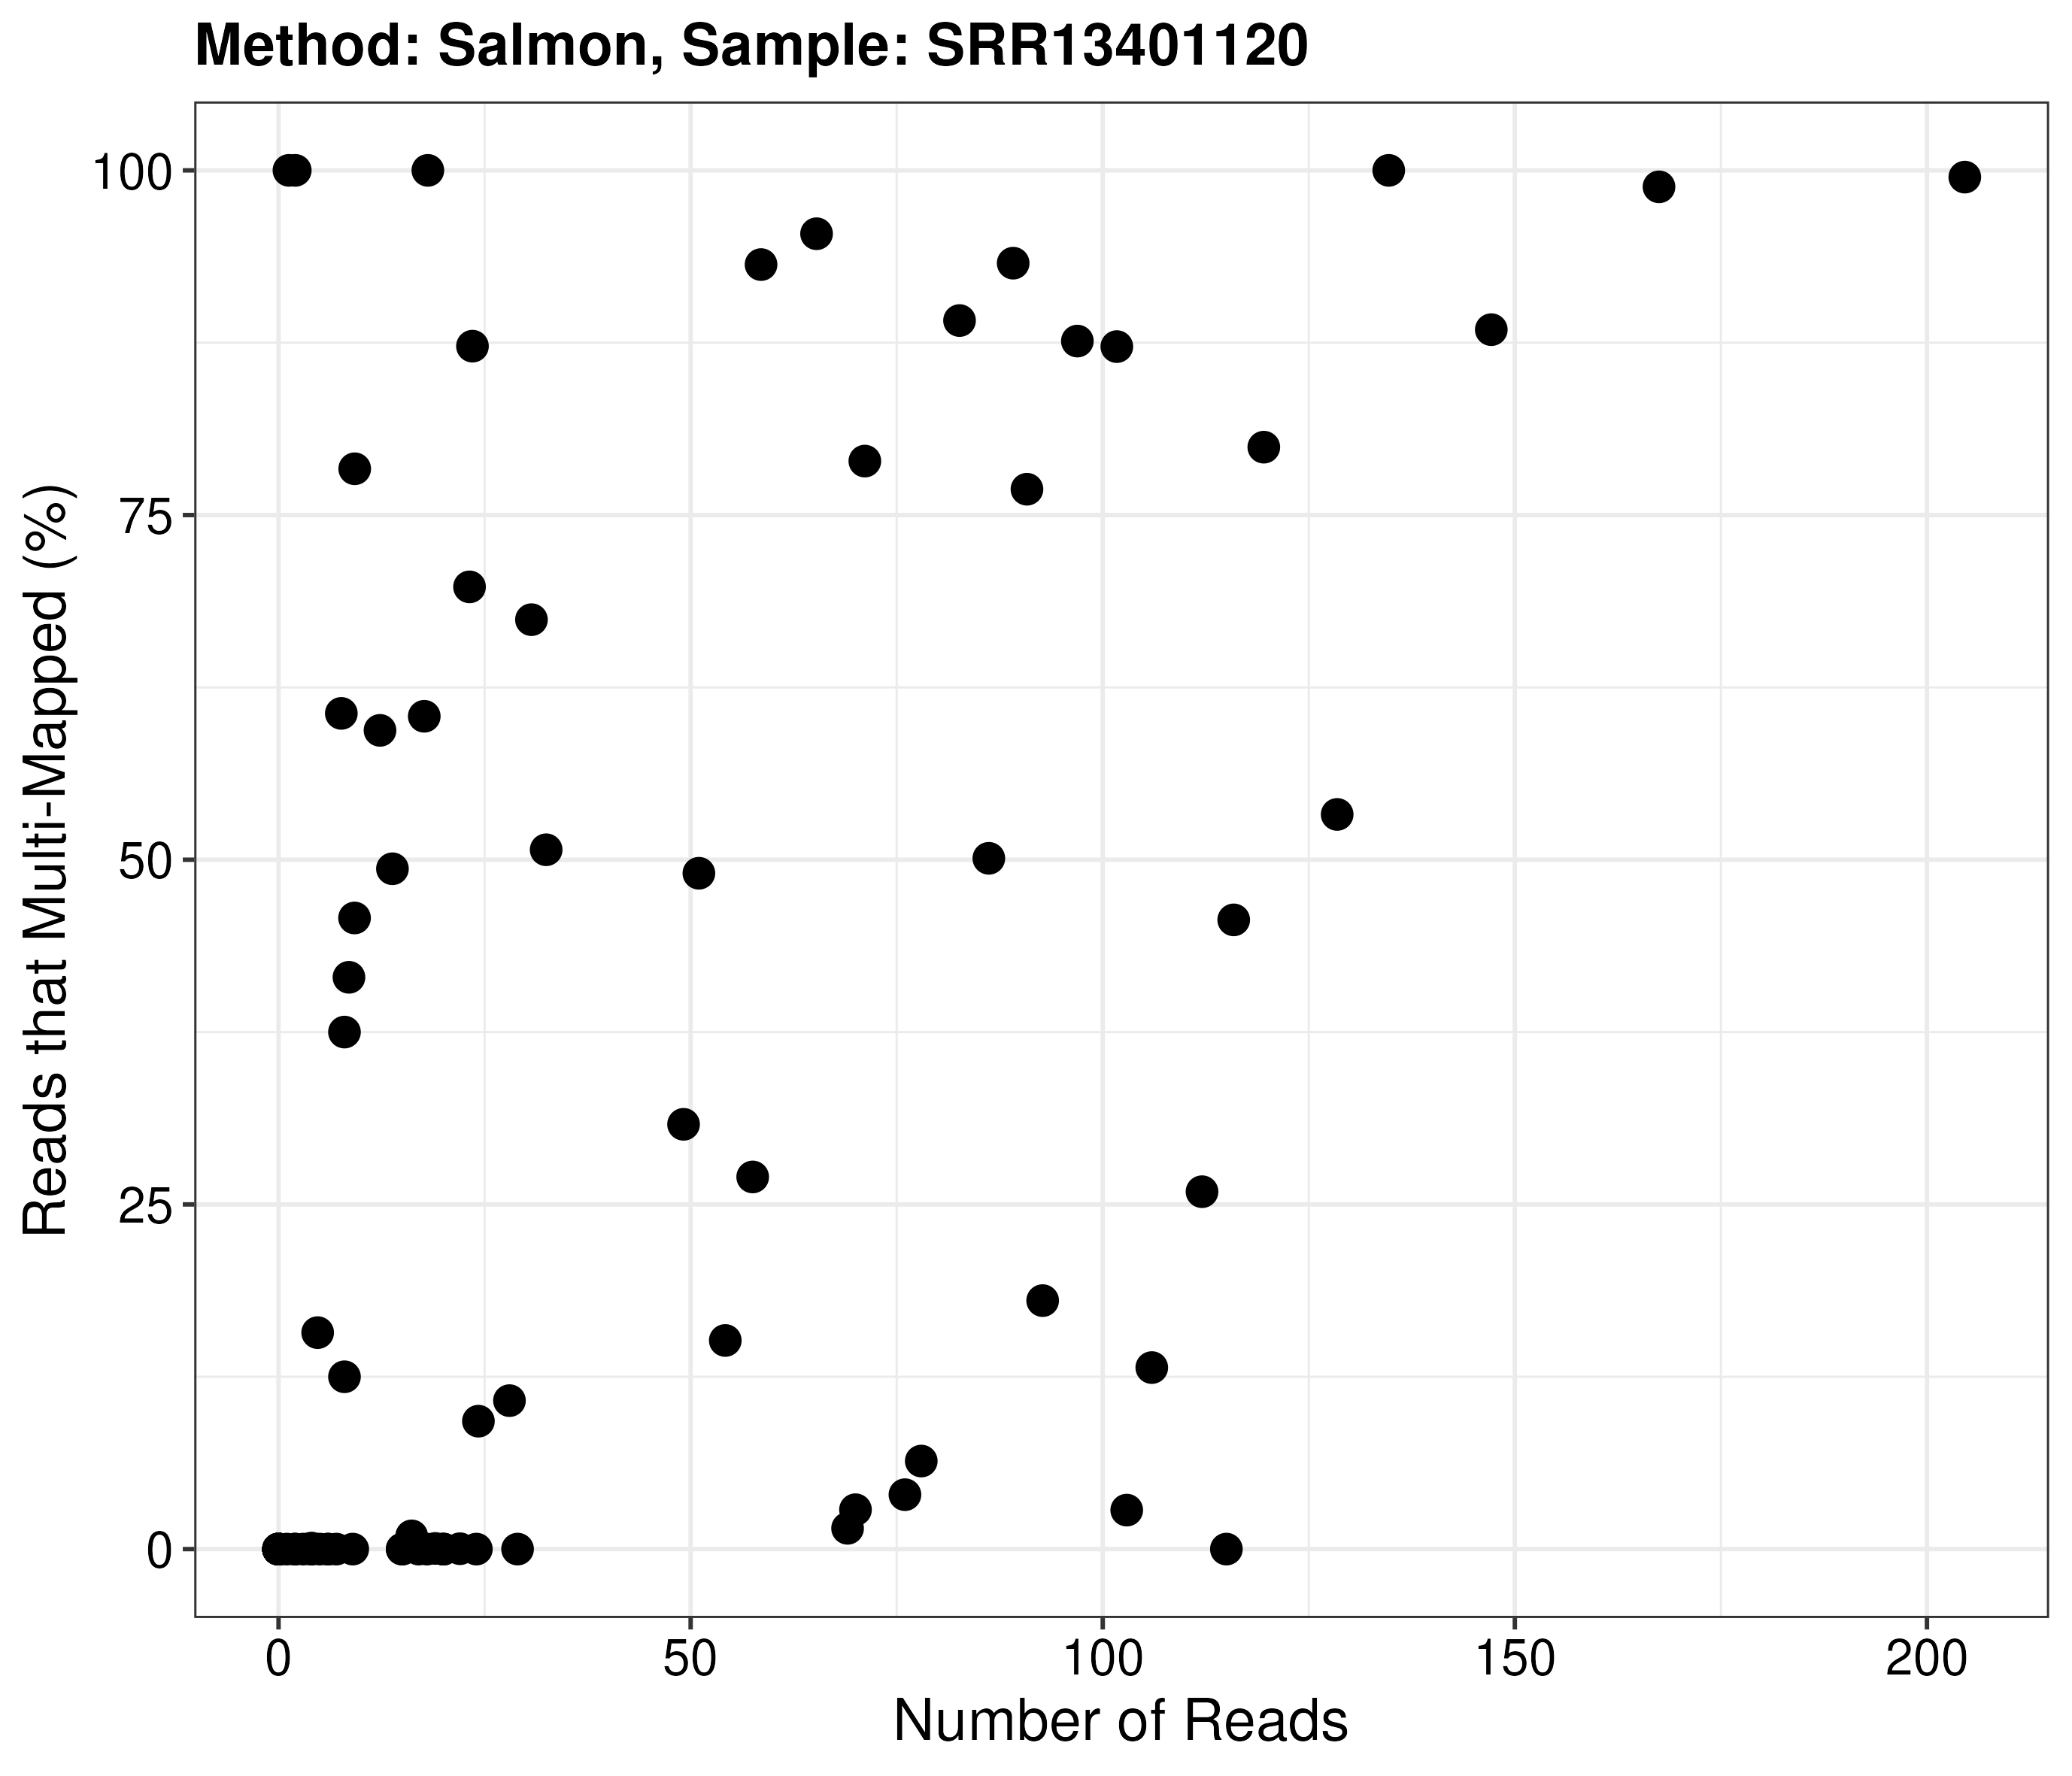 Method: Salmon, Sample: SRR13401120
Reads that Multi-Mapped (%)
100
75
50
25
0
0 50 100 150 200
Number of Reads